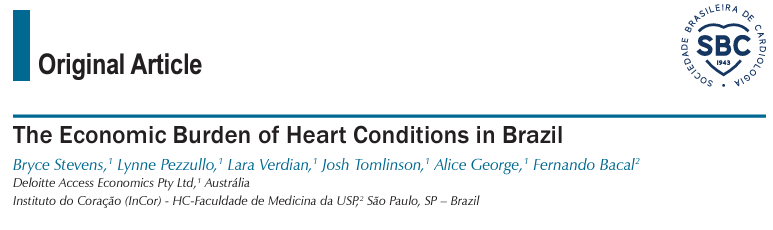 SOCIEDADE BRASILEIRA DE CARDIOLOGIA
SBC
1943
Original Article
The Economic Burden of Heart Conditions in Brazil
Bryce Stevens,¹ Lynne Pezzullo,¹ Lara Verdian,¹ Josh Tomlinson,¹ Alice George,¹ Fernando Bacal²
Deloitte Access Economics Pty Ltd,¹ Austrália
Instituto do Coração (InCor) - HC-Faculdade de Medicina da USP,² São Paulo, SP – Brazil